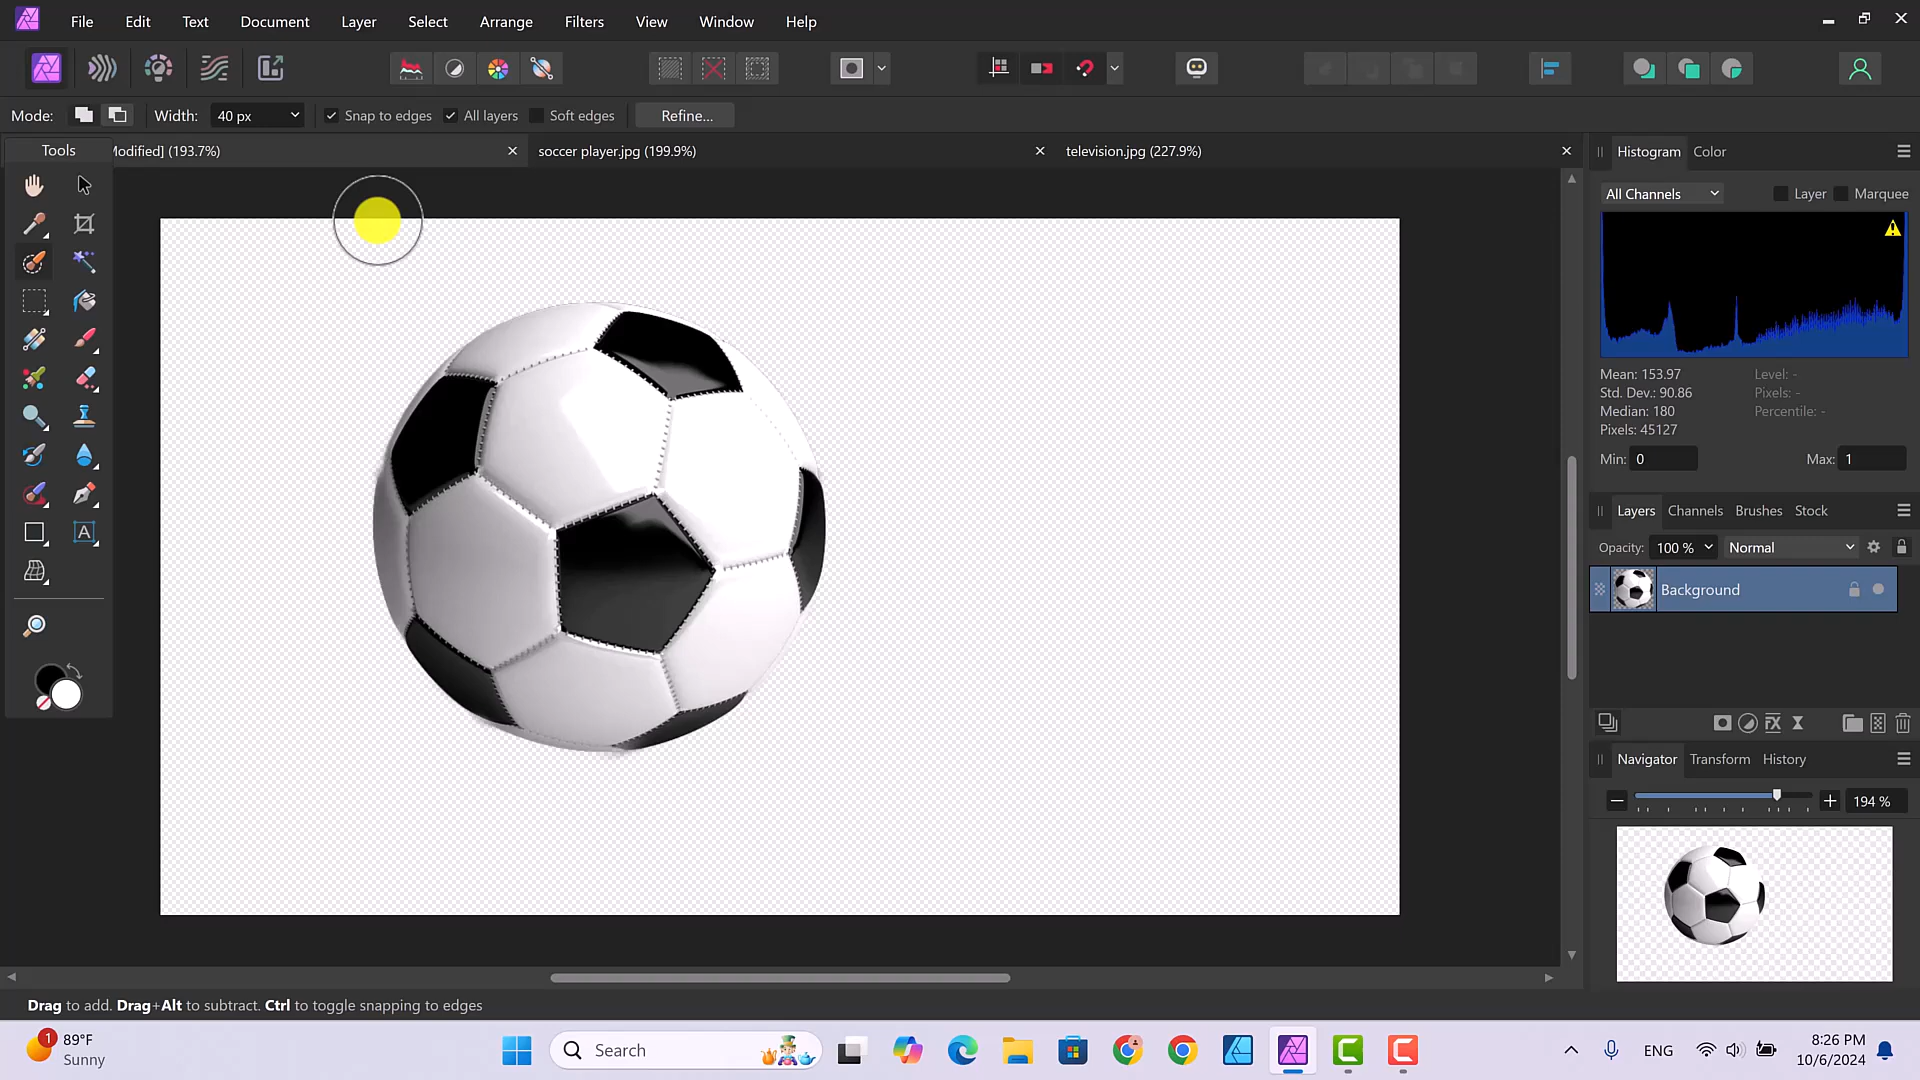 File Edit Text Document Layer Select Arrange Filters View Window Help
Mode: Width: 40 px Snap to edges All layers Soft edges Refine...
Tools Modified] (193.7%) soccer player.jpg (199.9%) television.jpg (227.9%)
Histogram Color
All Channels Layer Marquee
Mean: 153.97 Level: -
Std. Dev.: 90.86 Pixels: -
Median: 180 Percentile: -
Pixels: 45127
Min: 0 Max: 1
Layers Channels Brushes Stock
Opacity: 100 % Normal
Background
A
FX
Navigator Transform History
194 %
Drag to add. Drag+Alt to subtract. Ctrl to toggle snapping to edges
1 89°F
Sunny
Search
ENG
8:26 PM
10/6/2024